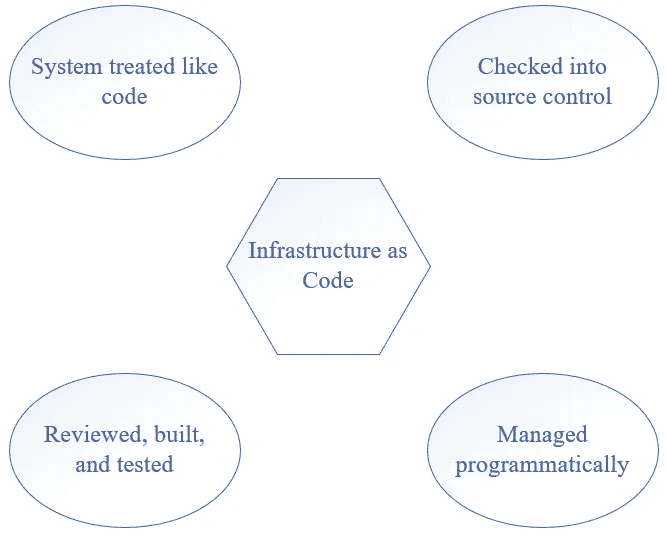 System treated like
code
Checked into
source control
Infrastructure as
Code
Reviewed, built,
and tested
Managed
programmatically